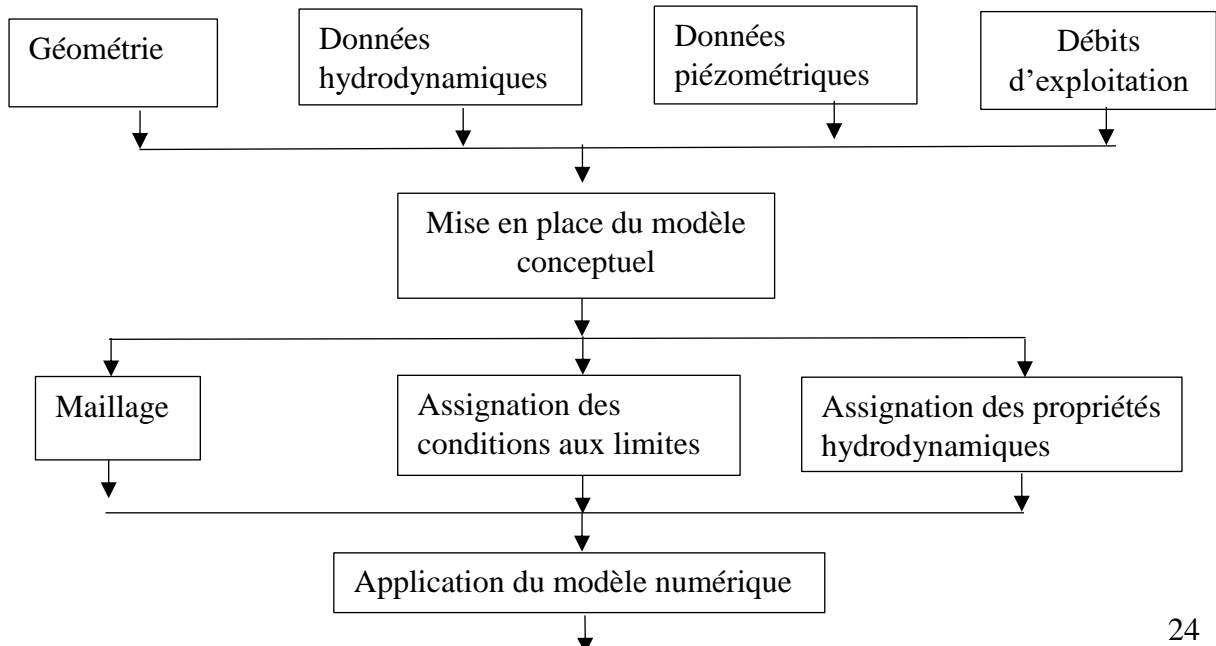 Géométrie
Données
hydrodynamiques
Données
piézométriques
Débits
d’exploitation
Mise en place du modèle
conceptuel
Maillage
Assignation des
conditions aux limites
Assignation des propriétés
hydrodynamiques
Application du modèle numérique
24